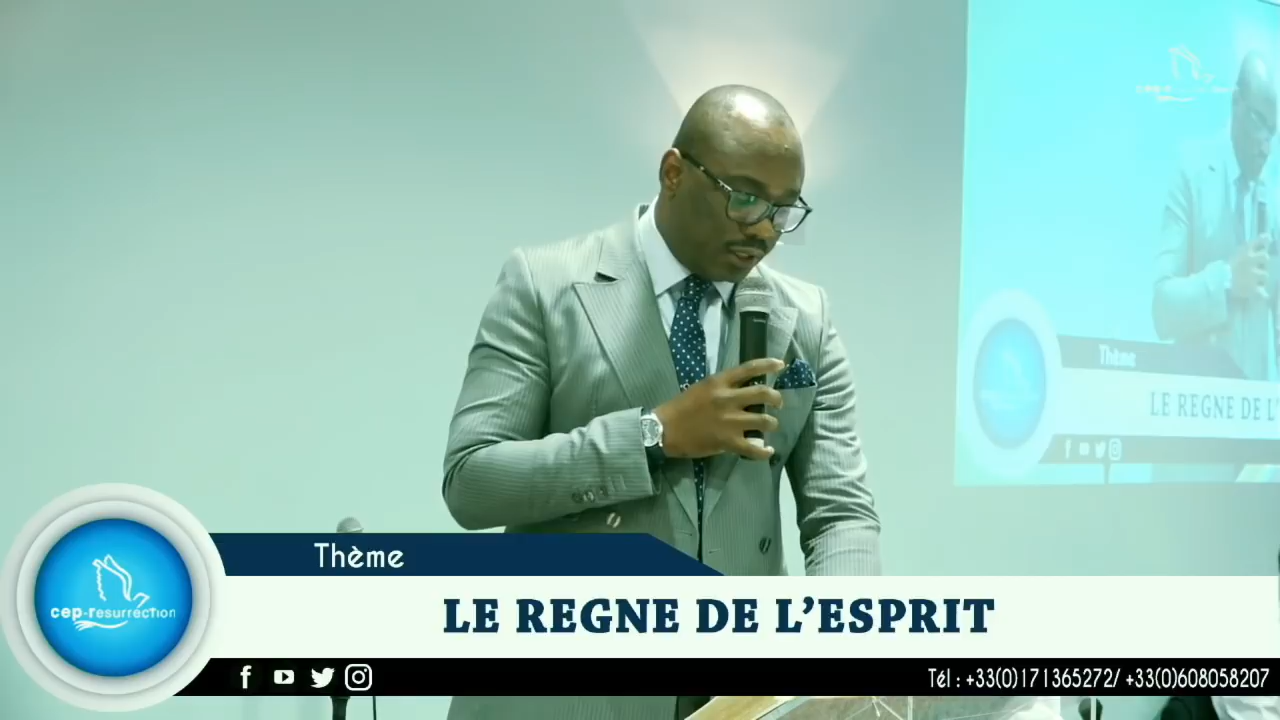 Thème
LE REGNE DE L'
Thème
LE REGNE DE L’ESPRIT
cep-resurrection
Tél : +33(0)171365272/ +33(0)608058207